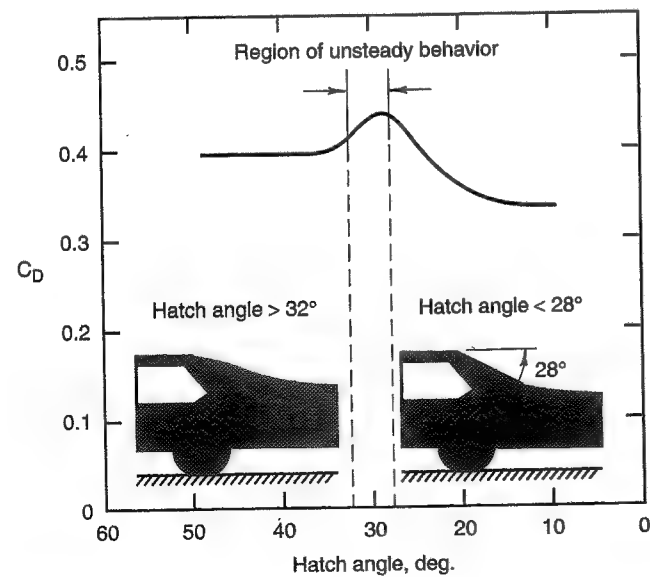 Region of unsteady behavior
0.5
0.4
0.3
C_D
Hatch angle > 32°
Hatch angle < 28°
0.2
28°
0.1
0
60 50 40 30 20 10 0
Hatch angle, deg.